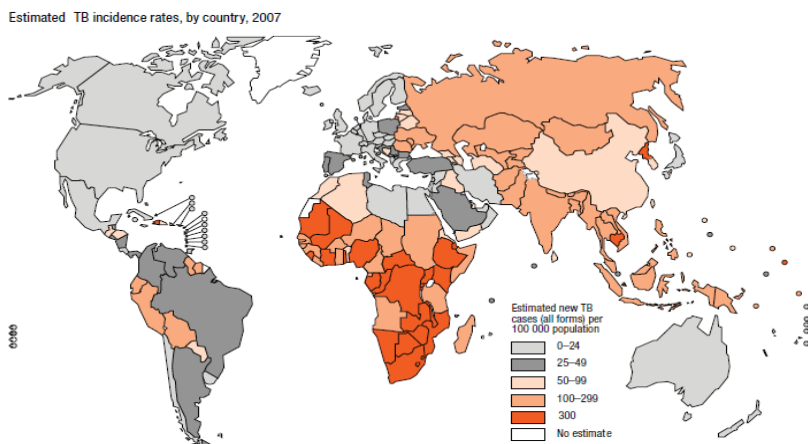 Estimated TB incidence rates, by country, 2007
Estimated new TB
cases (all forms) per
100 000 population
0–24
25–49
50–99
100–299
300
No estimate